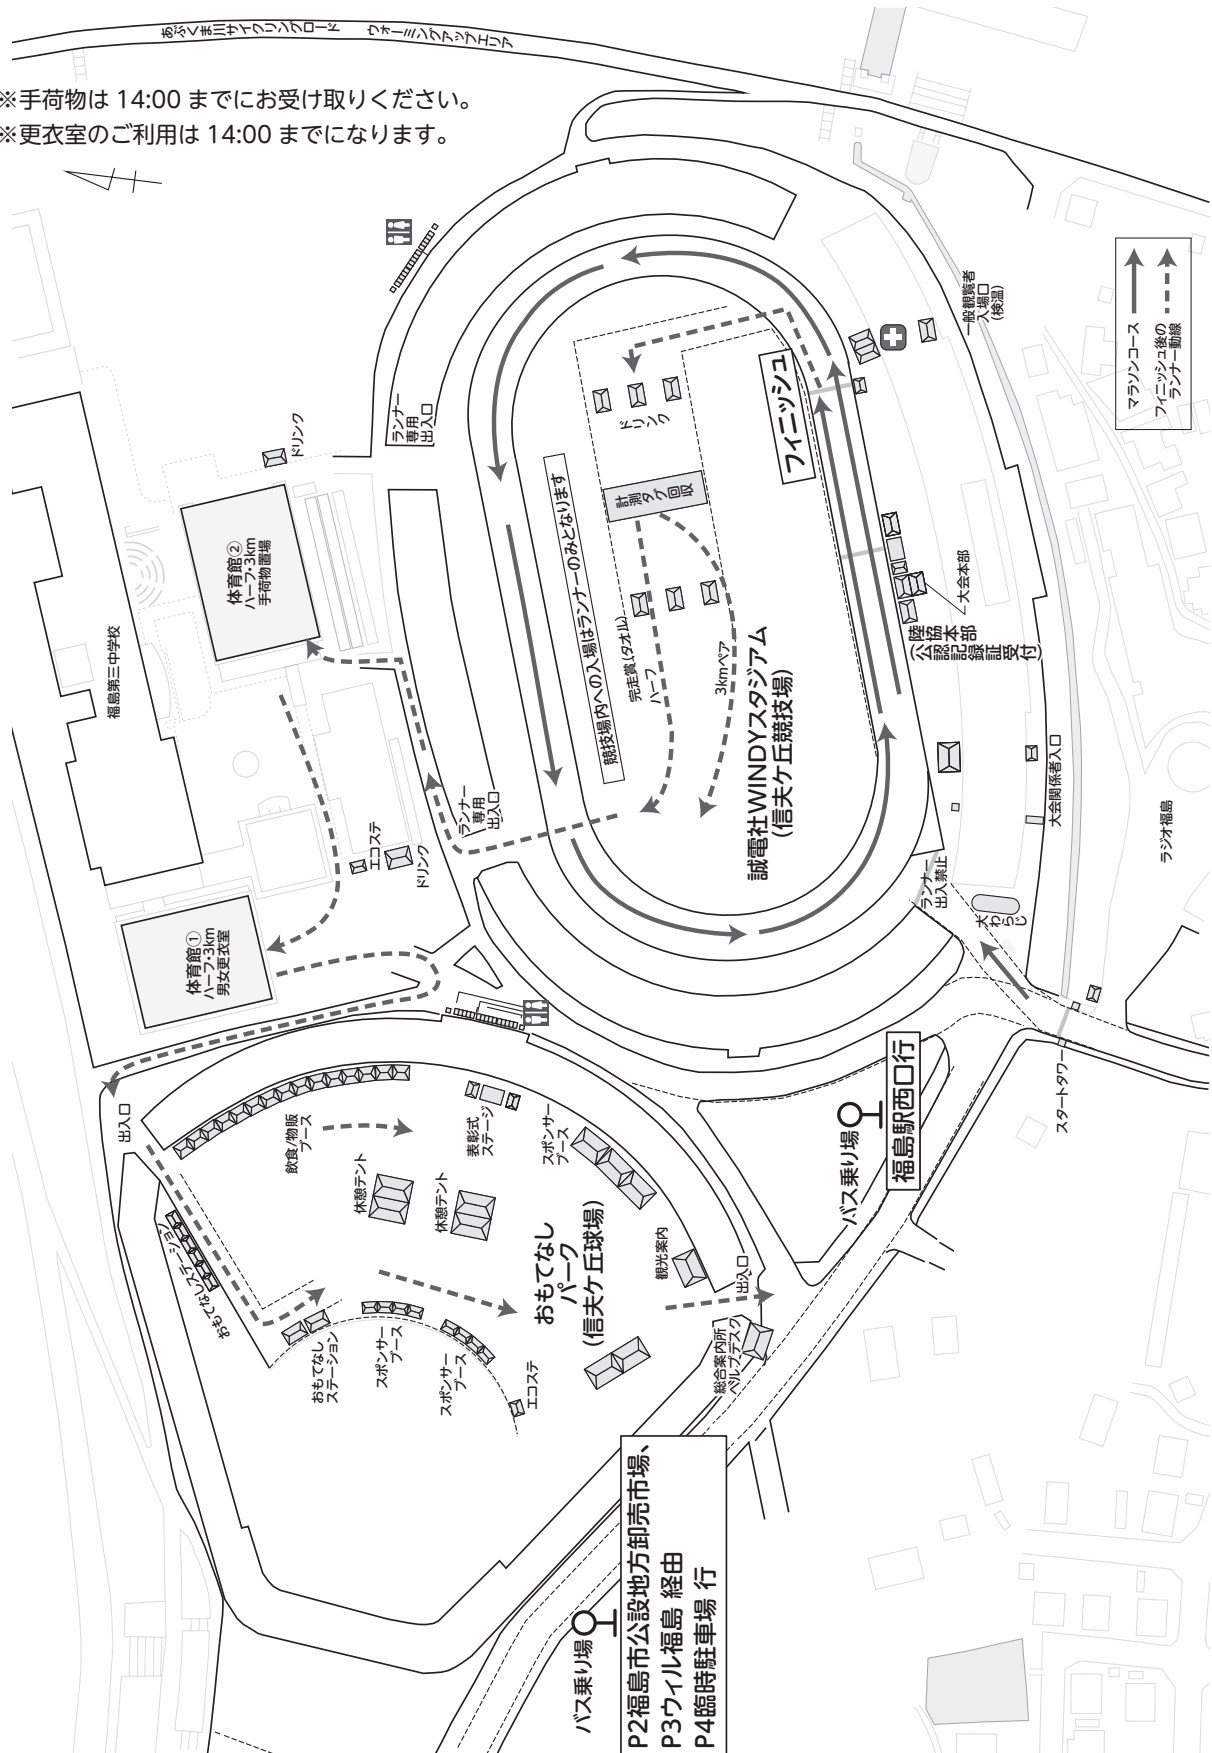 あぶくま川サイクリングロード　ウォーミングアップエリア
※手荷物は 14:00 までにお受け取りください。
※更衣室のご利用は 14:00 までになります。
マラソンコース
フィニッシュ後の
ランナー動線
一般観覧者
入場口
(検温)
ランナー
専用
出入口
ドリンク
ドリンク
フィニッシュ
計測
タグ回収
競技場内への入場はランナーのみとなります
体育館②
ハーフ・3km
手荷物置場
福島第三中学校
完走賞(タオル)
ハーフ
3kmペア
大会本部
陸協本部
(公認記録証受付)
誠電社WINDYスタジアム
(信夫ケ丘競技場)
ランナー
専用
出入口
エコステ
ドリンク
大会関係者入口
ラジオ福島
ランナー
出入禁止
大わらじ
体育館①
ハーフ・3km
男女更衣室
スタートタワー
出入口
飲食/物販
ブース
表彰式
ステージ
休憩テント
休憩テント
スポンサー
ブース
バス乗り場
福島駅西口行
おもてなしステーション
おもてなし
パーク
(信夫ケ丘球場)
観光案内
出入口
総合案内所
ヘルプデスク
おもてなし
ステーション
スポンサー
ブース
スポンサー
ブース
エコステ
バス乗り場
P2福島市公設地方卸売市場、
P3ウィル福島 経由
P4臨時駐車場 行